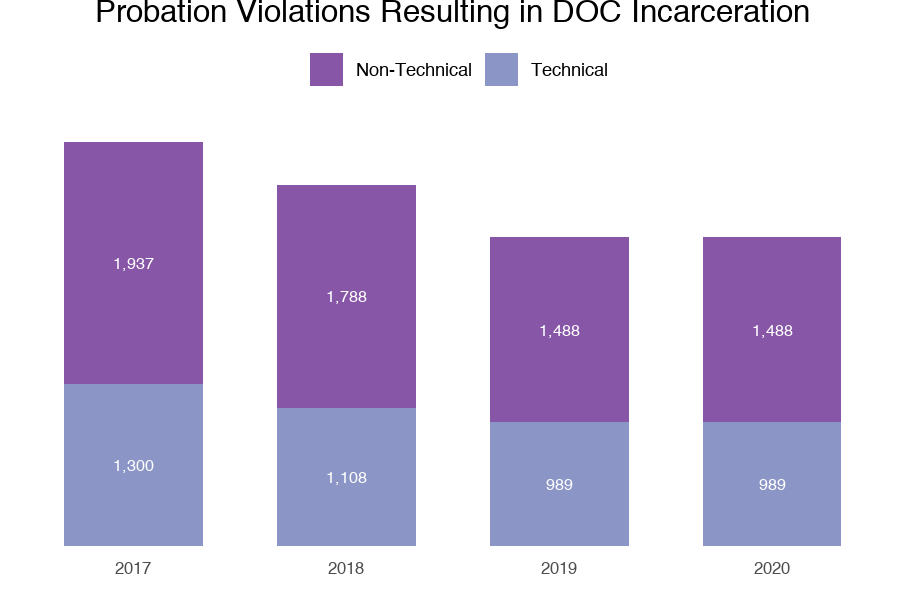 Probation Violations Resulting in DOC Incarceration
Non-Technical Technical
1,937
1,788
1,488 1,488
1,300
1,108
989 989
2017 2018 2019 2020